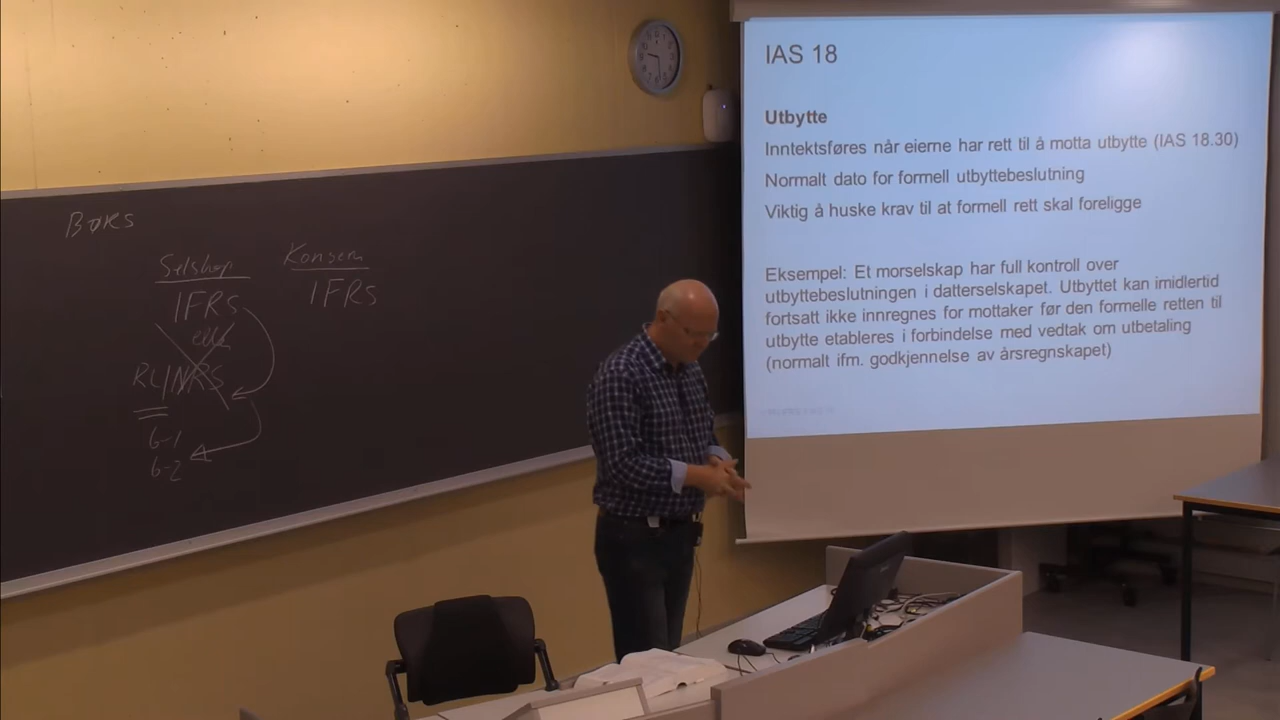 Børs
Selskap Konsern
IFRS IFRS
RL/NRS
6-1
6-2
IAS 18
Utbytte
Inntektsføres når eierne har rett til å motta utbytte (IAS 18.30)
Normalt dato for formell utbyttebeslutning
Viktig å huske krav til at formell rett skal foreligge
Eksempel: Et morselskap har full kontroll over
utbyttebeslutningen i datterselskapet. Utbyttet kan imidlertid
fortsatt ikke innregnes for mottaker før den formelle retten til
utbytte etableres i forbindelse med vedtak om utbetaling
(normalt ifm. godkjennelse av årsregnskapet)